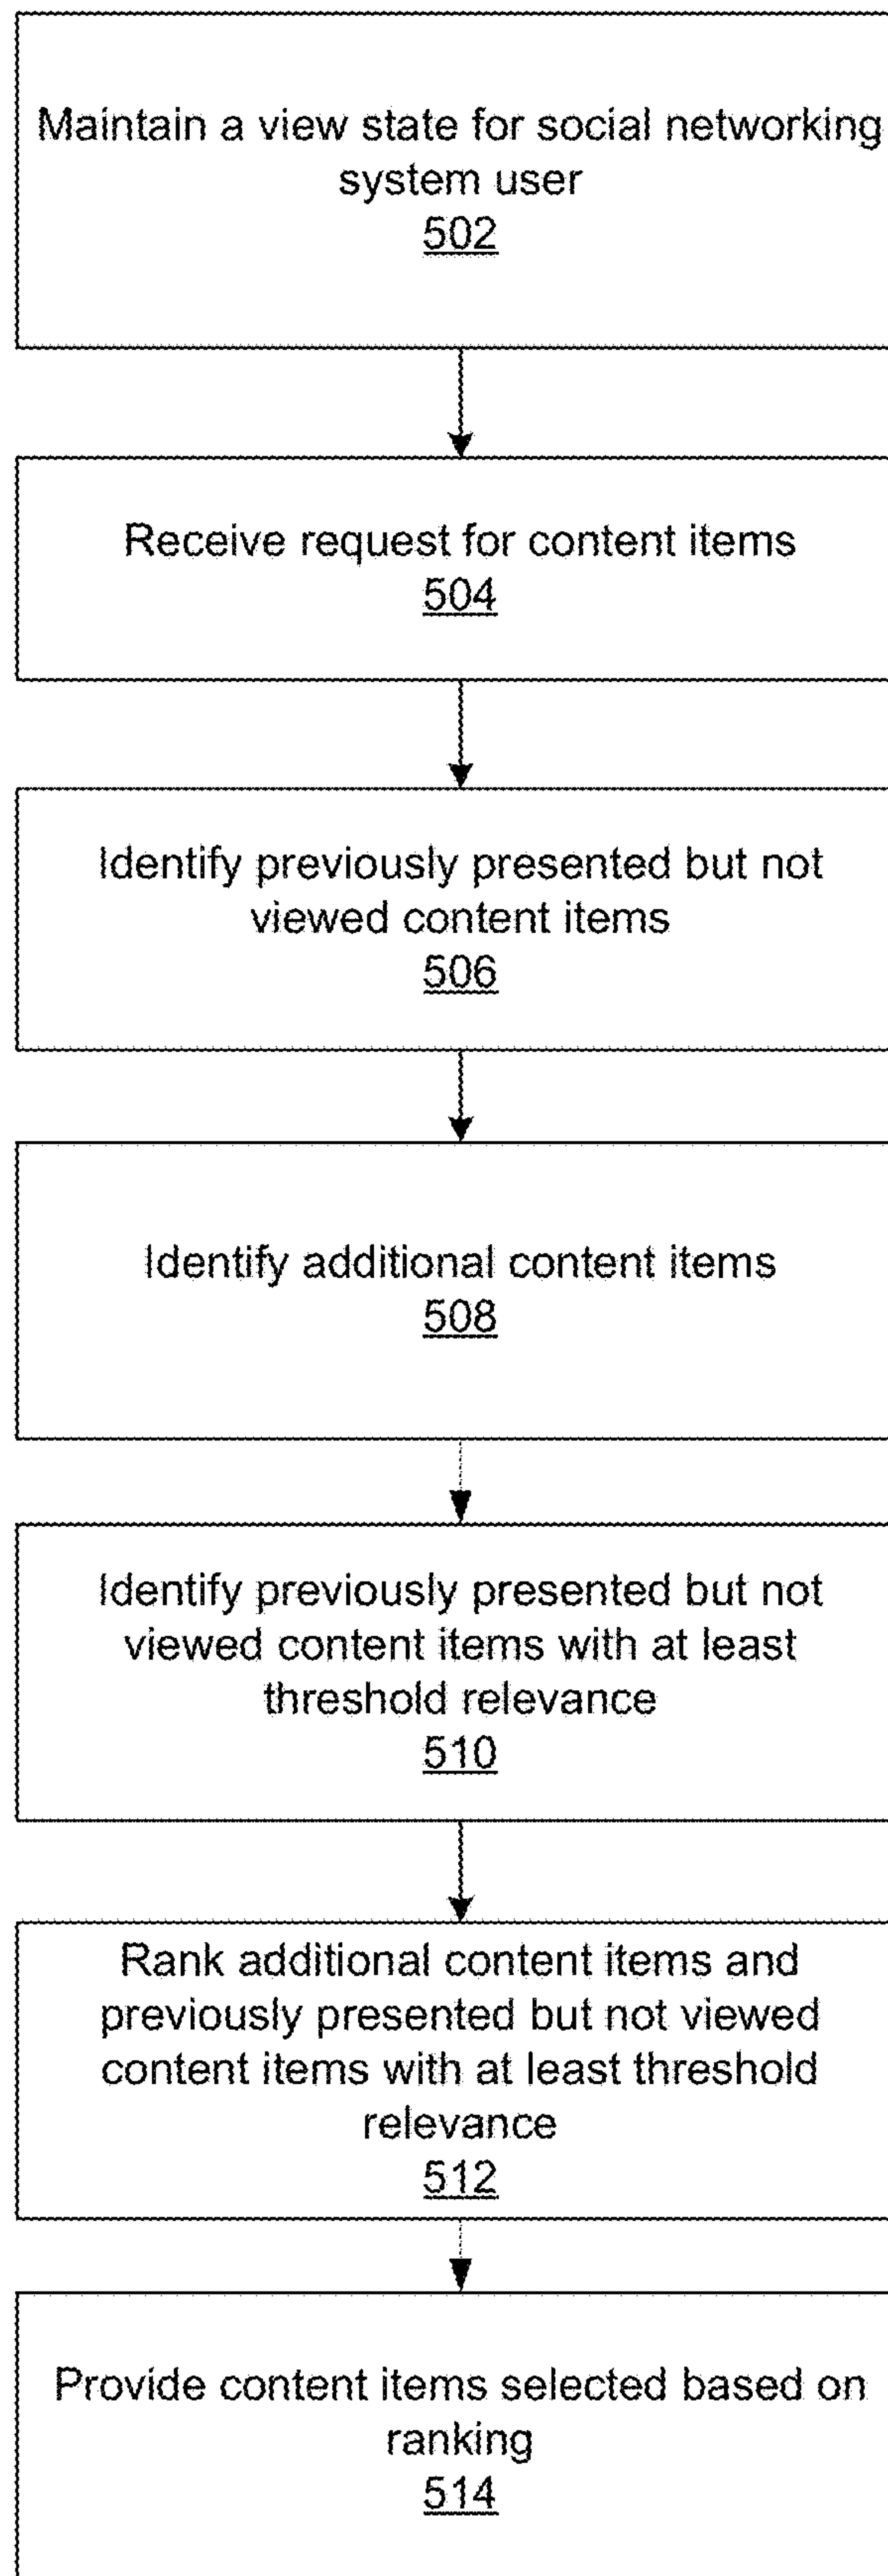 Maintain a view state for social networking
system user
502
Receive request for content items
504
Identify previously presented but not
viewed content items
506
Identify additional content items
508
Identify previously presented but not
viewed content items with at least
threshold relevance
510
Rank additional content items and
previously presented but not viewed
content items with at least threshold
relevance
512
Provide content items selected based on
ranking
514